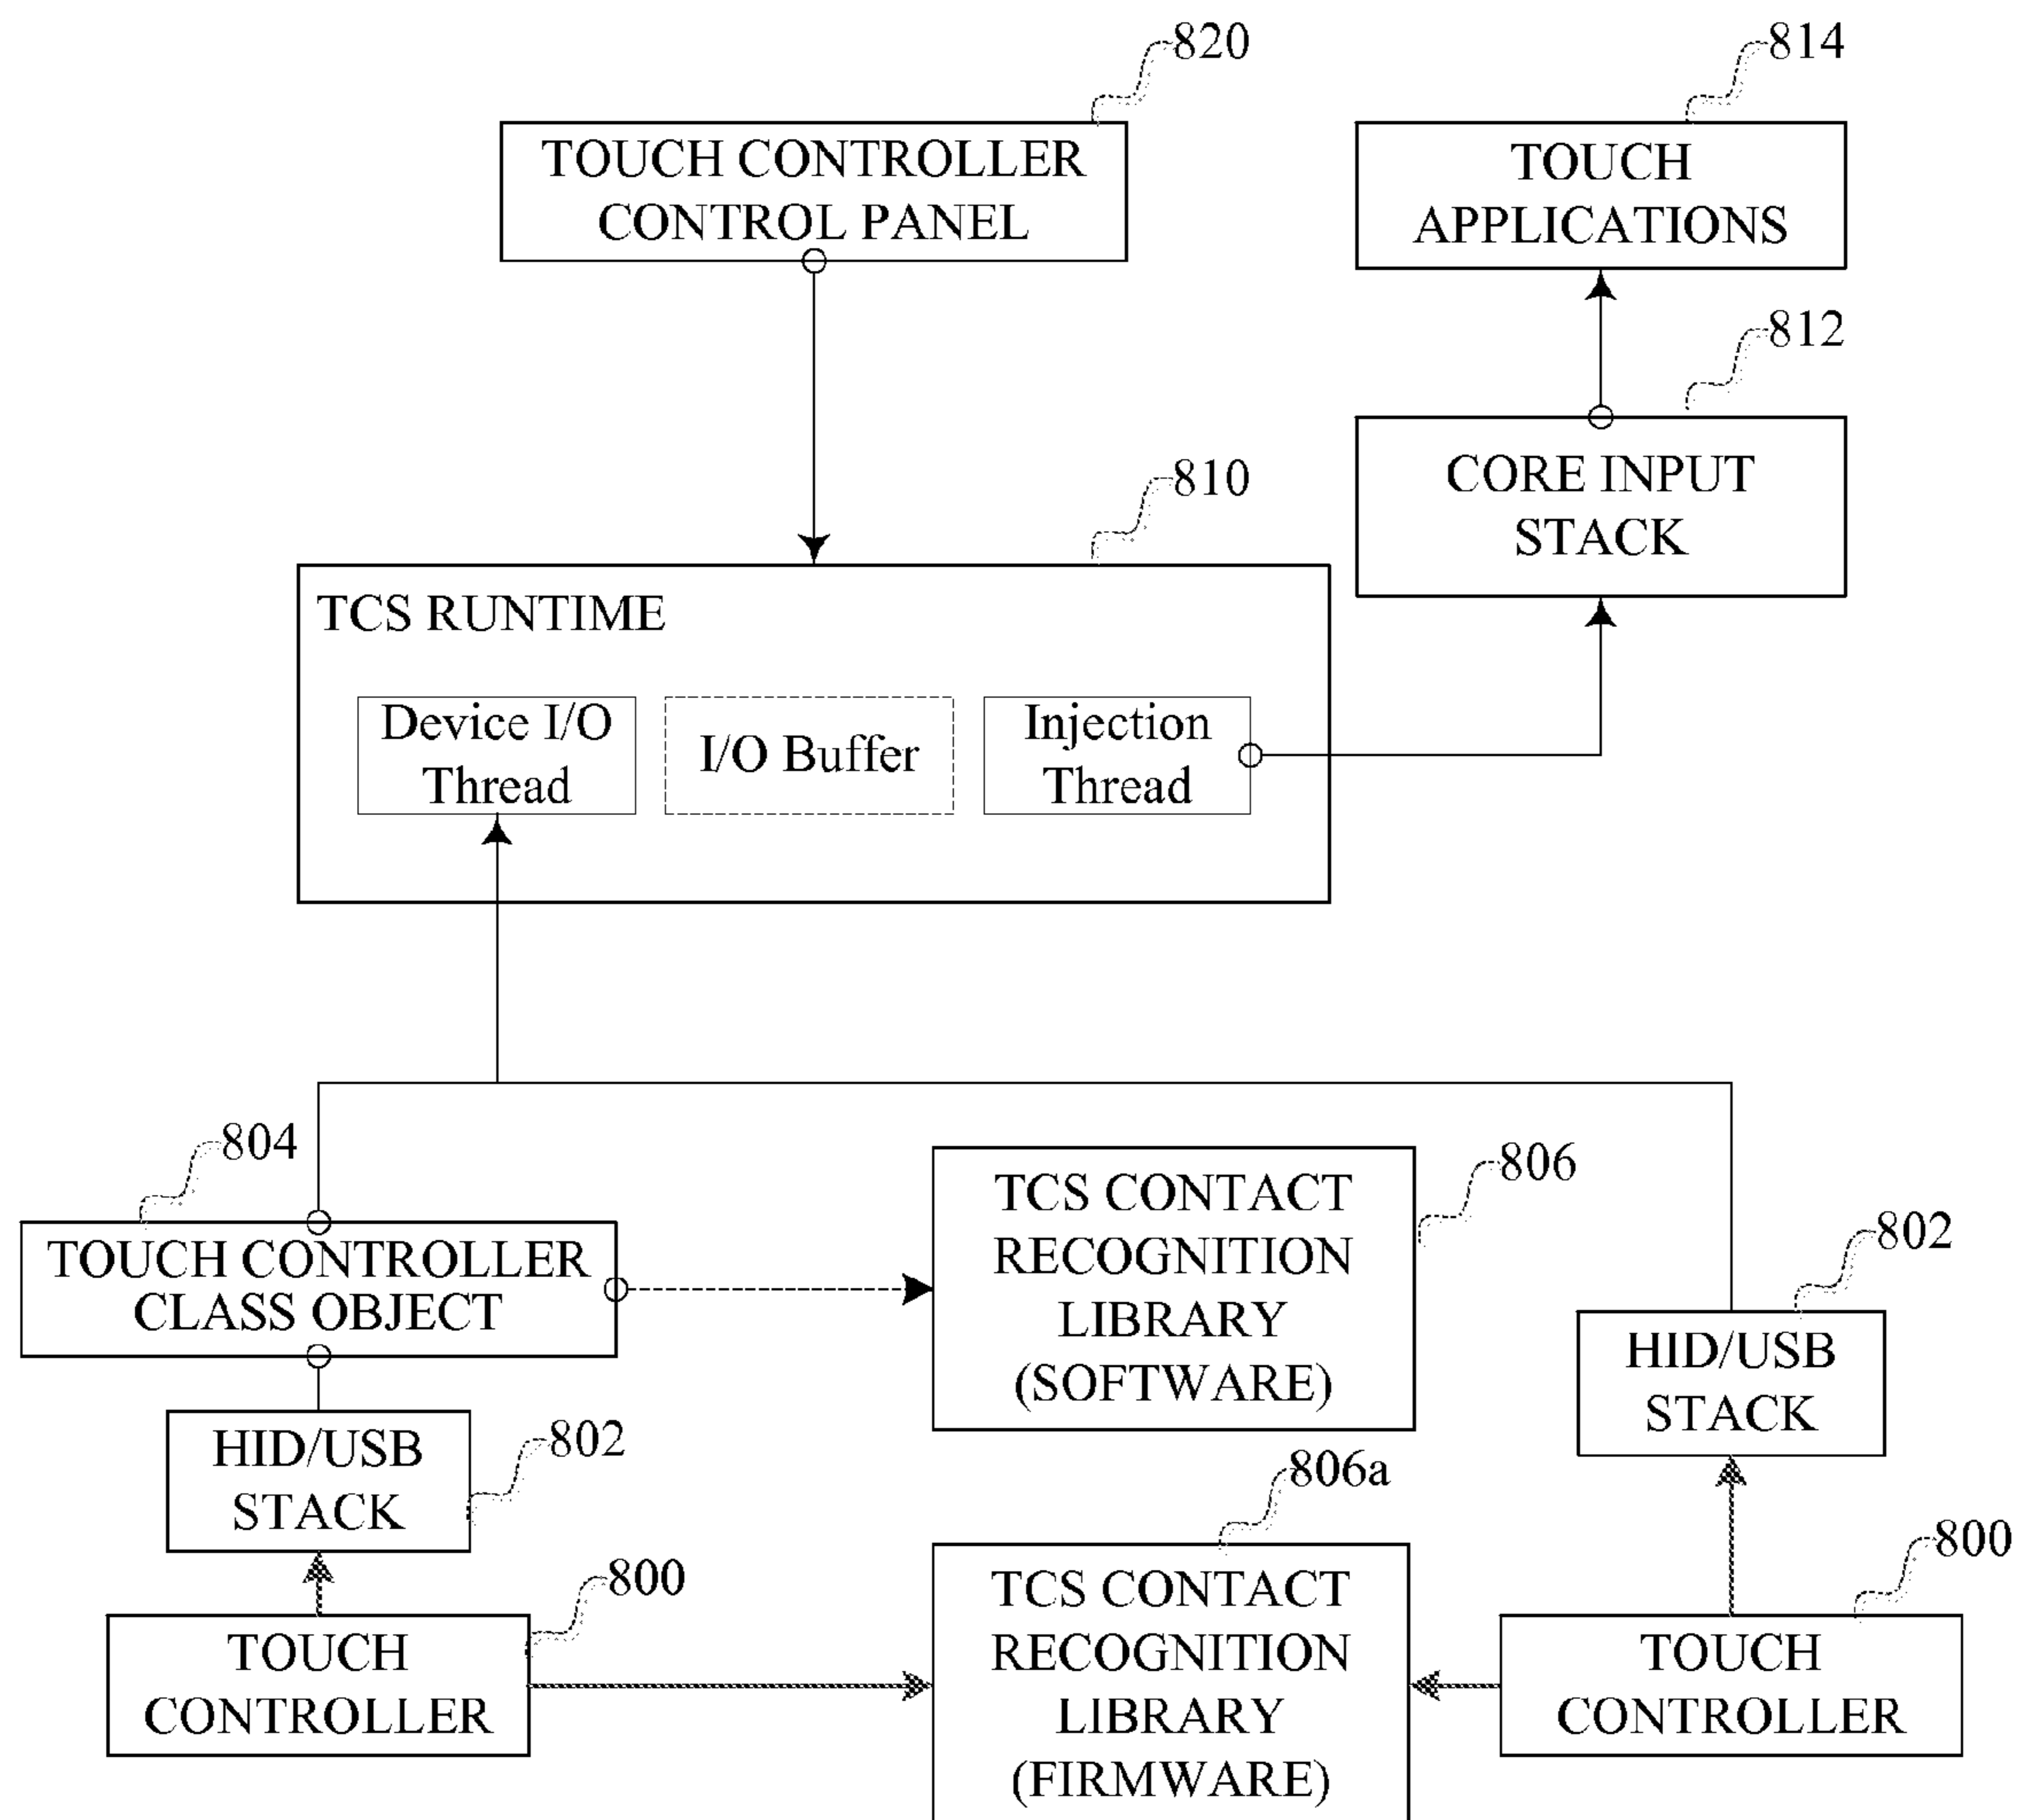 820
814
TOUCH CONTROLLER
CONTROL PANEL
TOUCH
APPLICATIONS
812
CORE INPUT
STACK
810
TCS RUNTIME
Device I/O
Thread
I/O Buffer
Injection
Thread
804
TOUCH CONTROLLER
CLASS OBJECT
806
TCS CONTACT
RECOGNITION
LIBRARY
(SOFTWARE)
802
HID/USB
STACK
802
HID/USB
STACK
806a
TCS CONTACT
RECOGNITION
LIBRARY
(FIRMWARE)
800
TOUCH
CONTROLLER
800
TOUCH
CONTROLLER